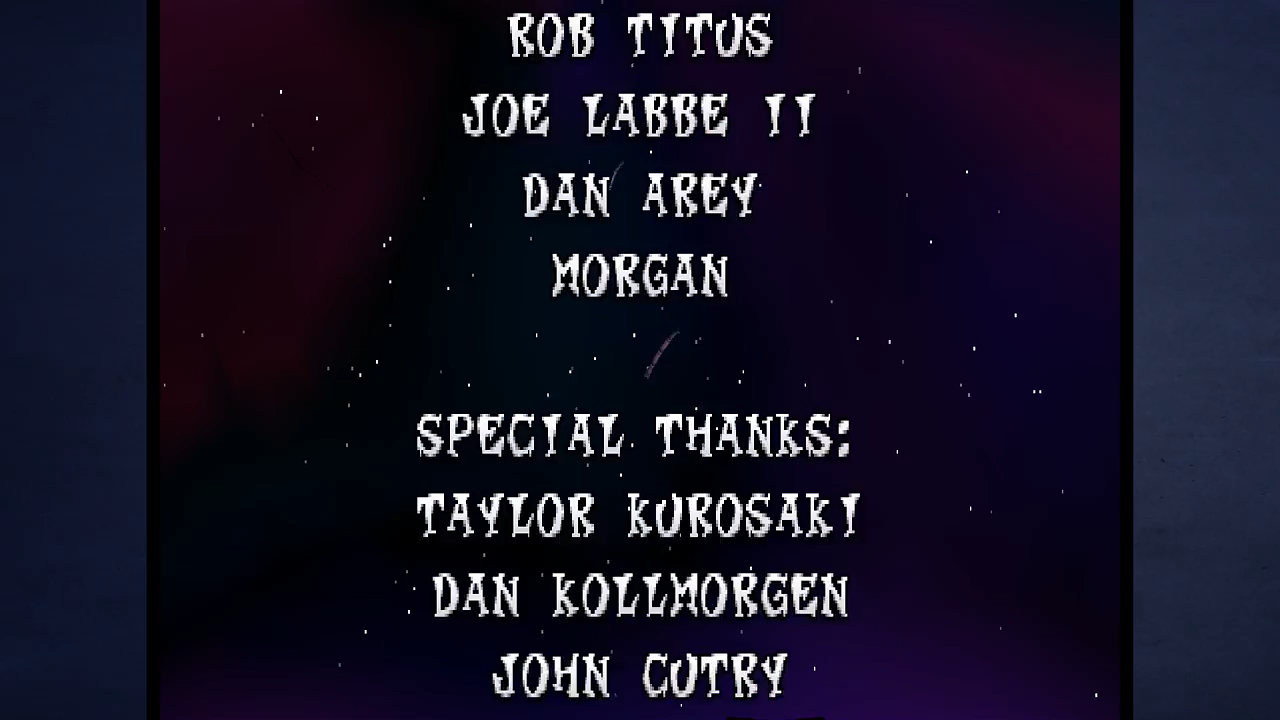 ROB TITUS
JOE LABBE II
DAN AREY
MORGAN
SPECIAL THANKS:
TAYLOR KUROSAKI
DAN KOLLMORGEN
JOHN CUTRY